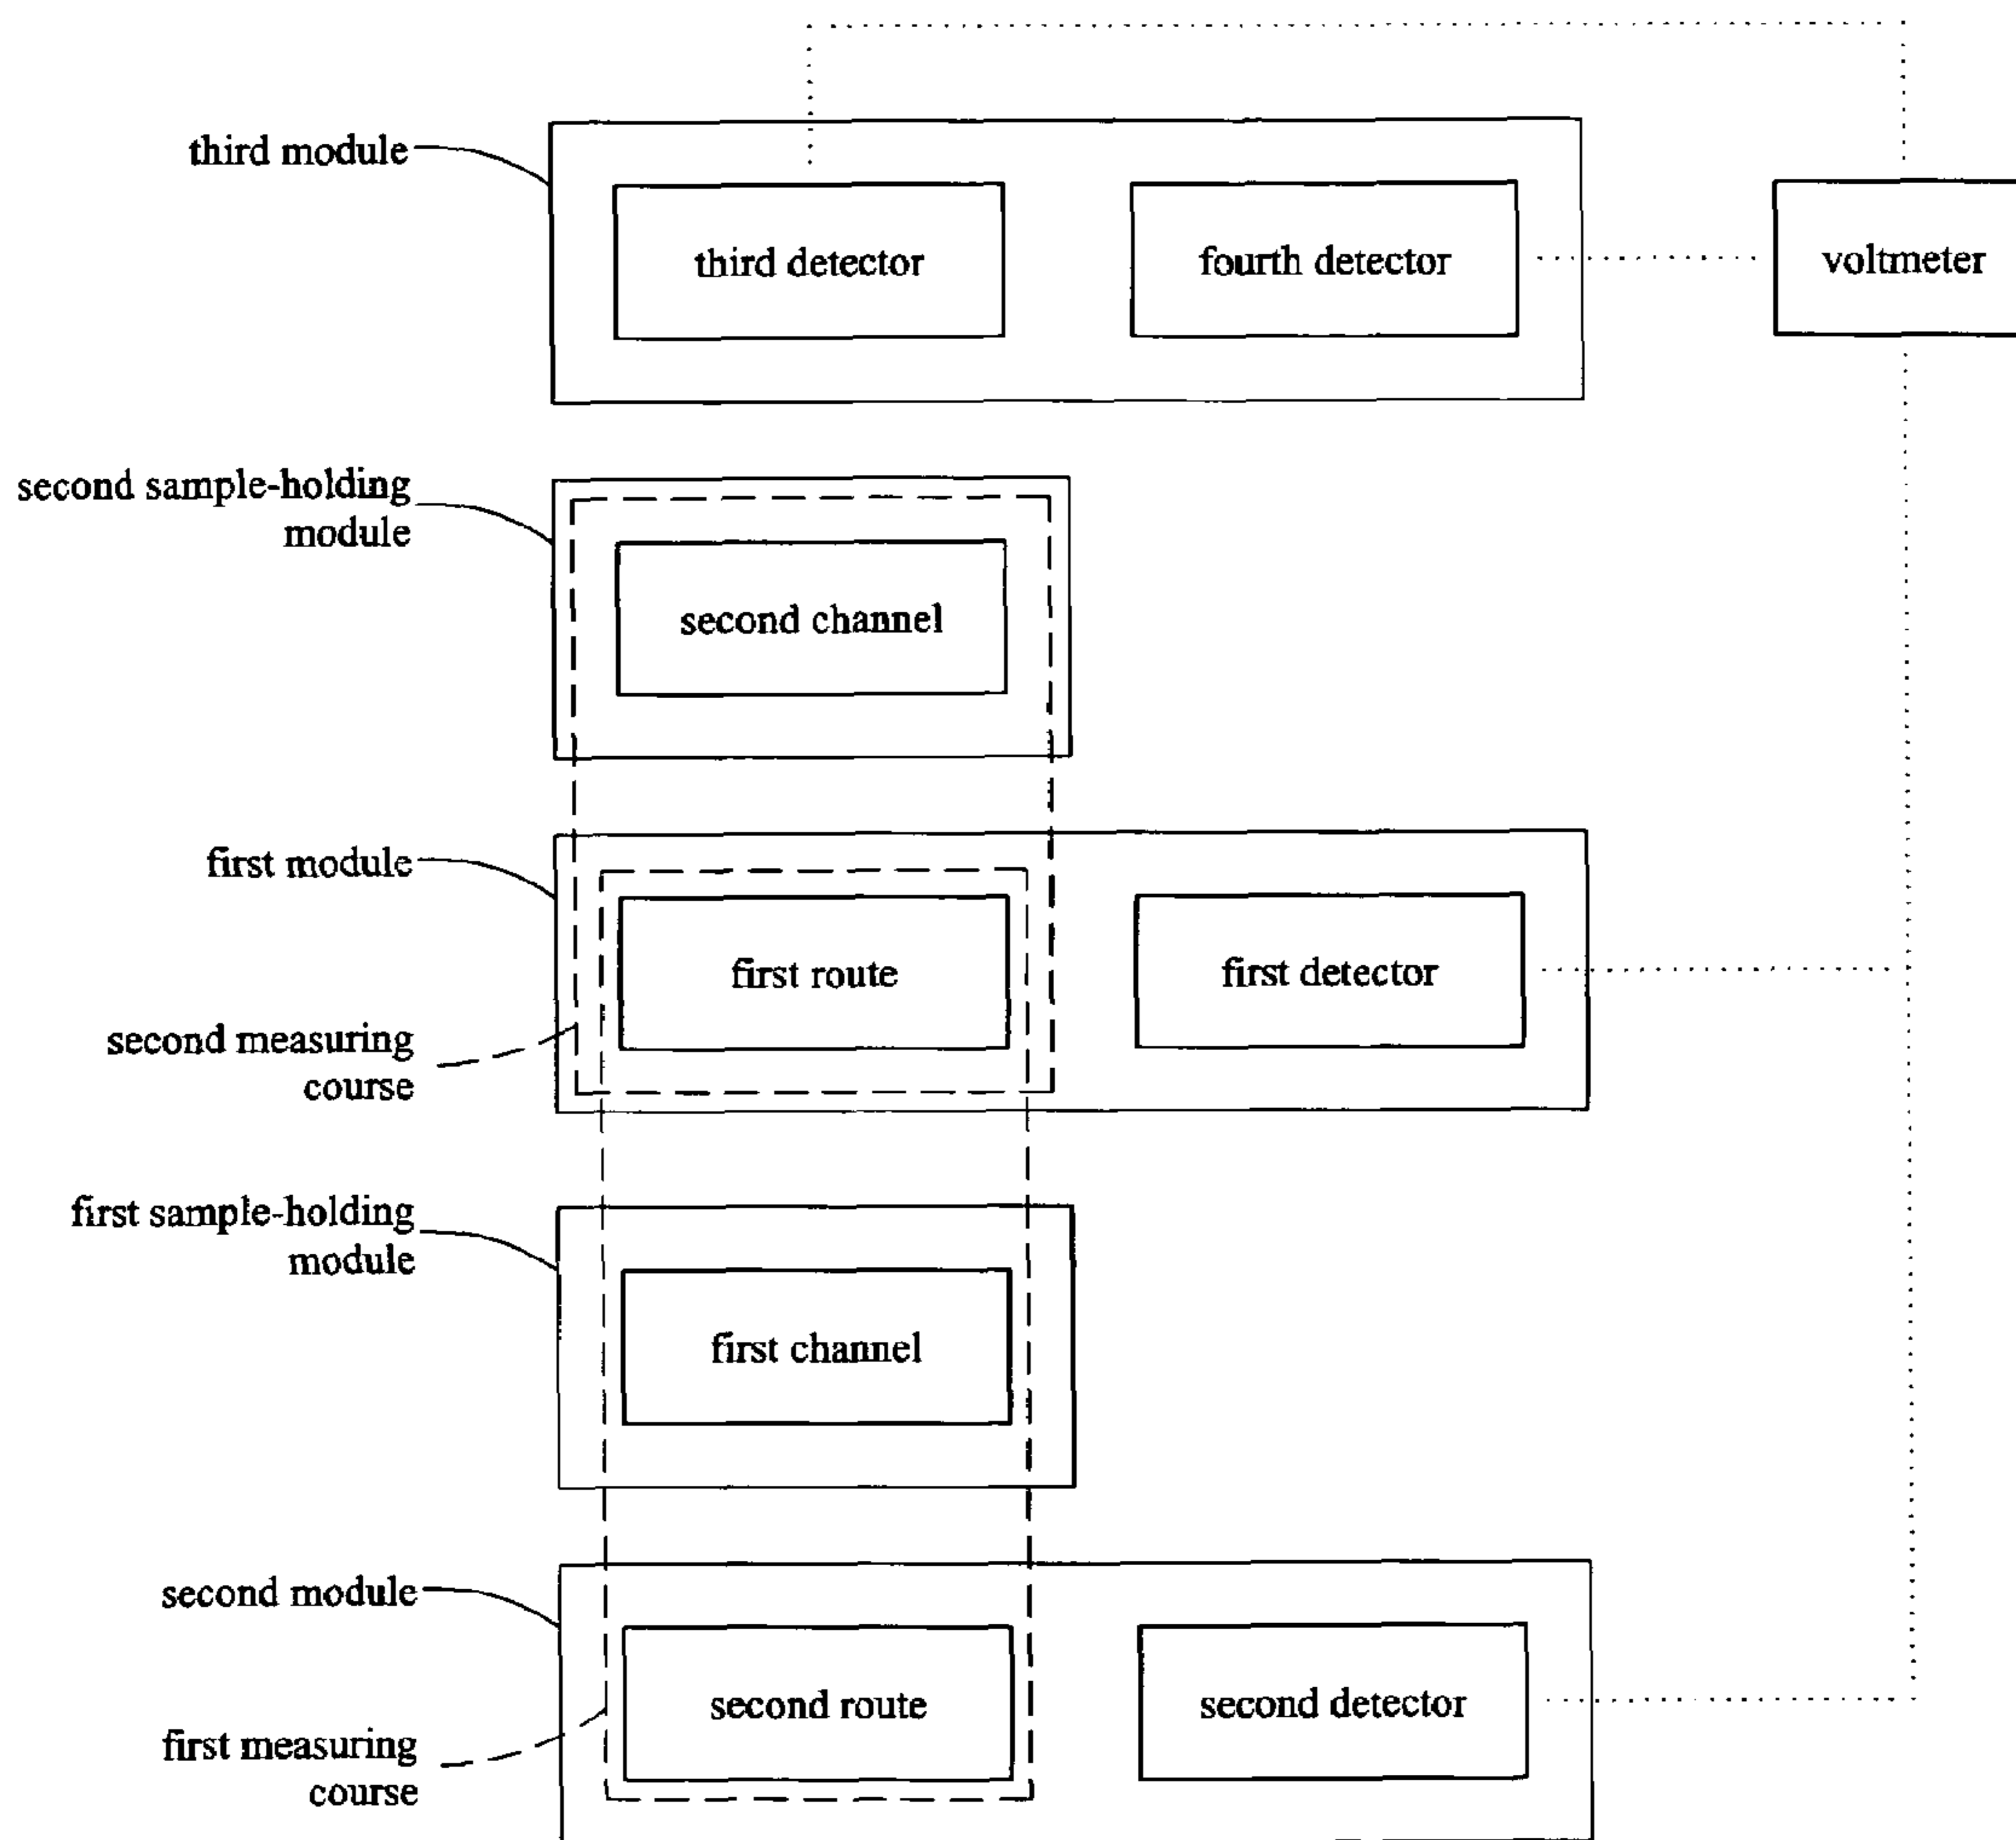 third module
third detector
fourth detector
voltmeter
second sample-holding
module
second channel
first module
first route
first detector
second measuring
course
first sample-holding
module
first channel
second module
second route
second detector
first measuring
course